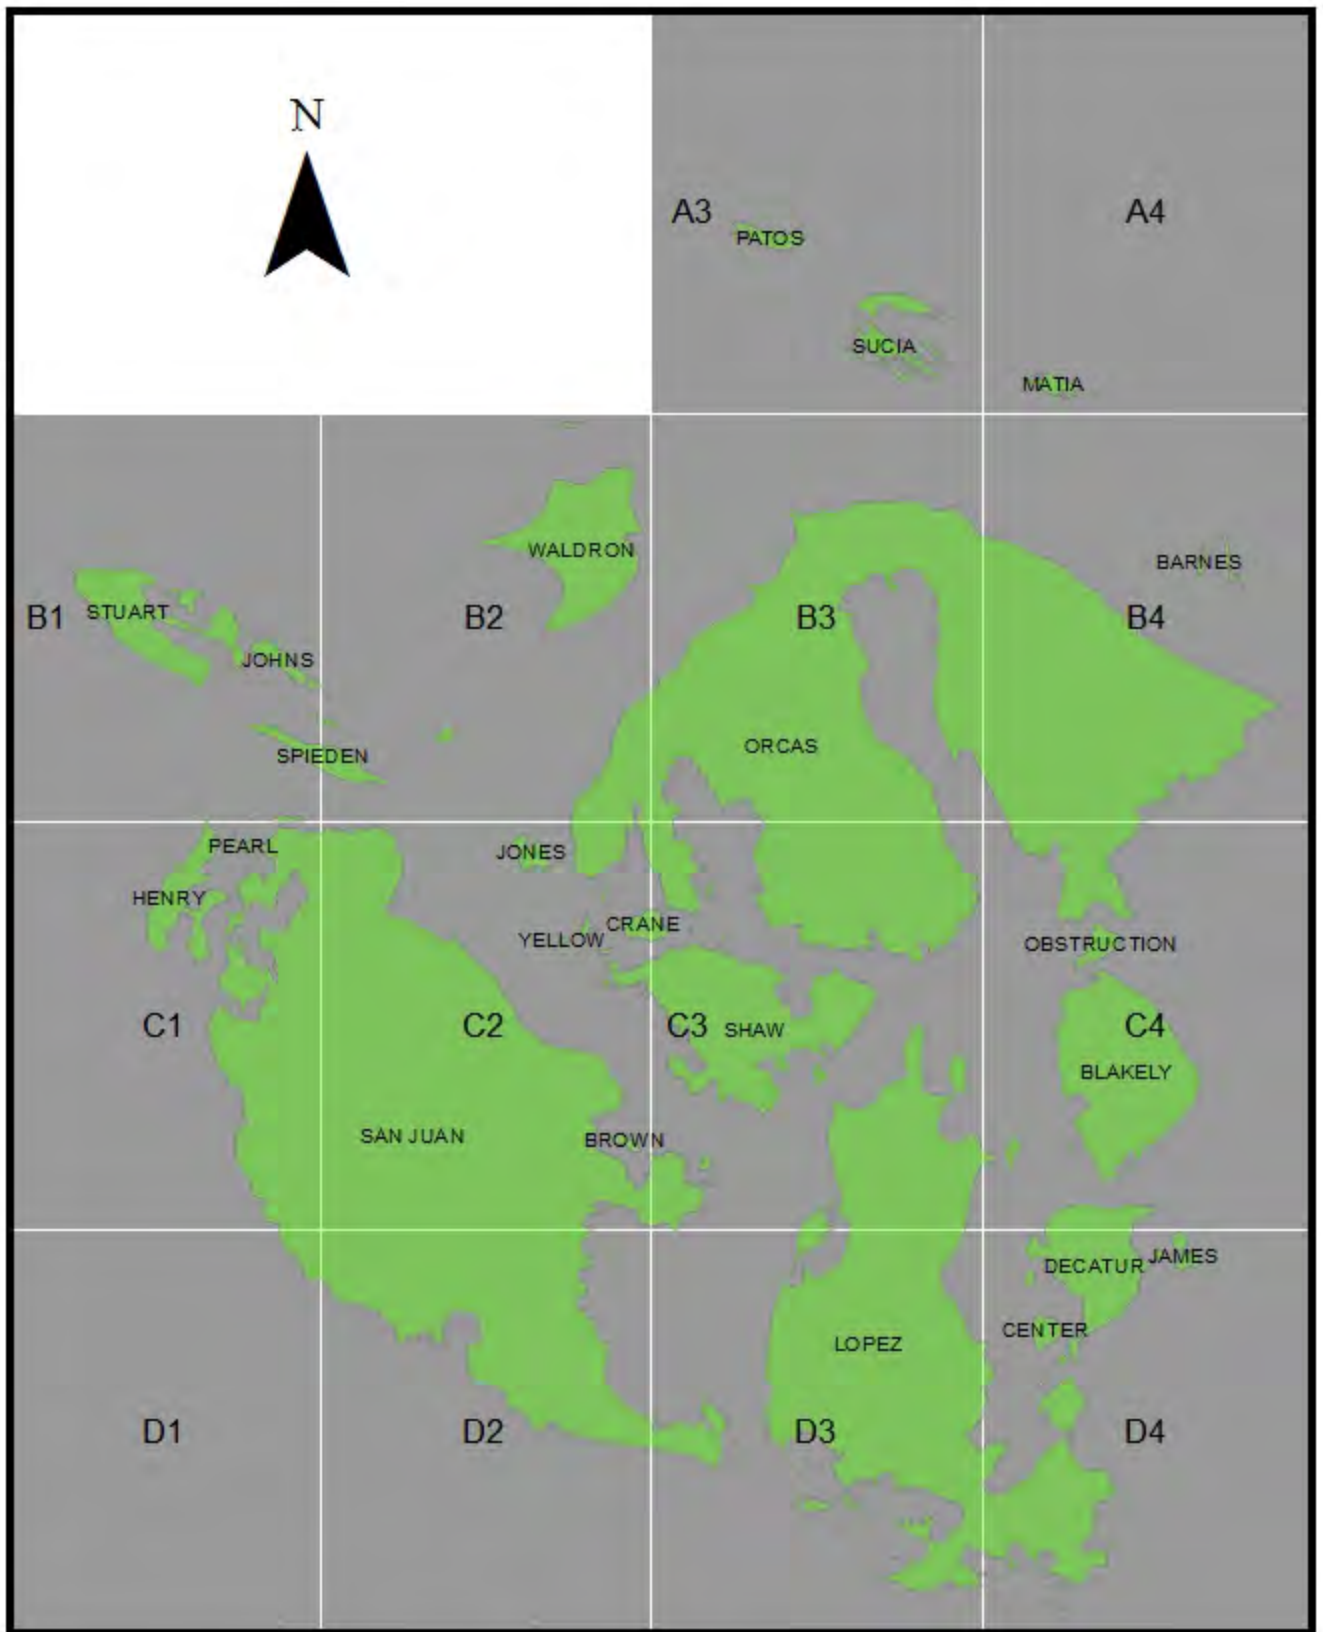 N
A3
A4
PATOS
SUCIA
MATIA
WALDRON
BARNES
B1
STUART
B2
B3
B4
JOHNS
ORCAS
SPIEDEN
PEARL
JONES
HENRY
CRANE
YELLOW
OBSTRUCTION
C1
C2
C3
SHAW
C4
BLAKELY
SAN JUAN
BROWN
DECATUR
JAMES
CENTER
LOPEZ
D1
D2
D3
D4